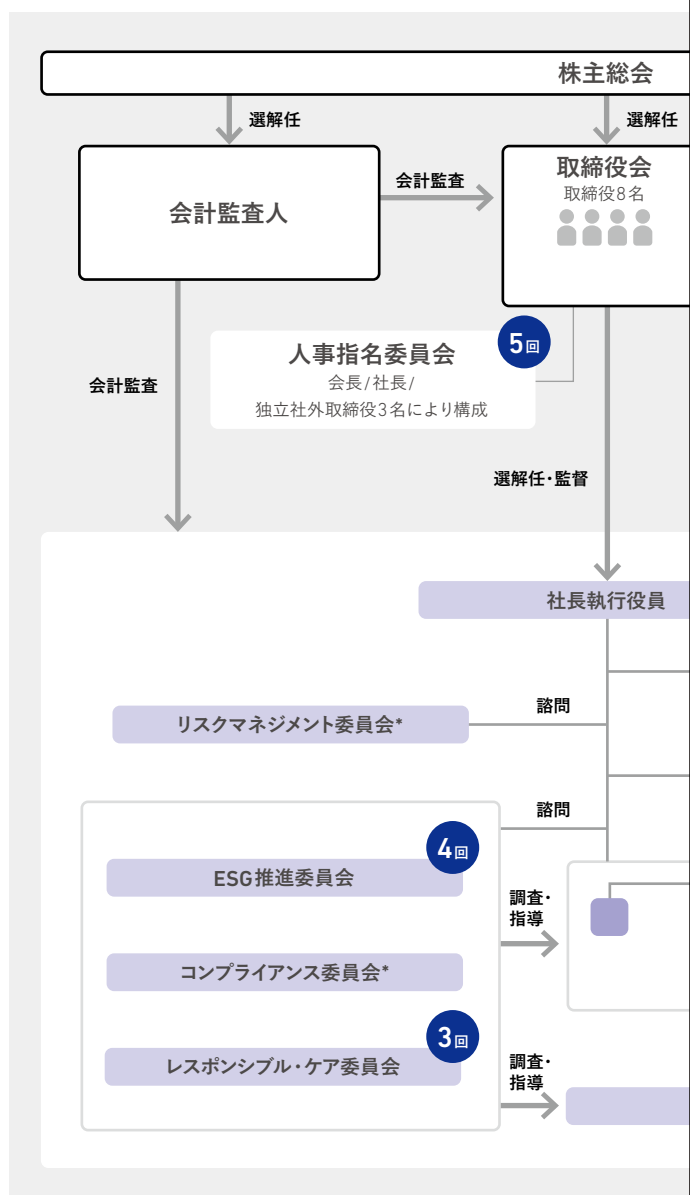 株主総会
選解任
選解任
会計監査人
会計監査
取締役会
取締役8名
人事指名委員会
5回
会長/社長/
独立社外取締役3名により構成
会計監査
選解任・監督
社長執行役員
リスクマネジメント委員会*
諮問
諮問
4回
ESG推進委員会
調査・
指導
コンプライアンス委員会*
3回
レスポンシブル・ケア委員会
調査・
指導